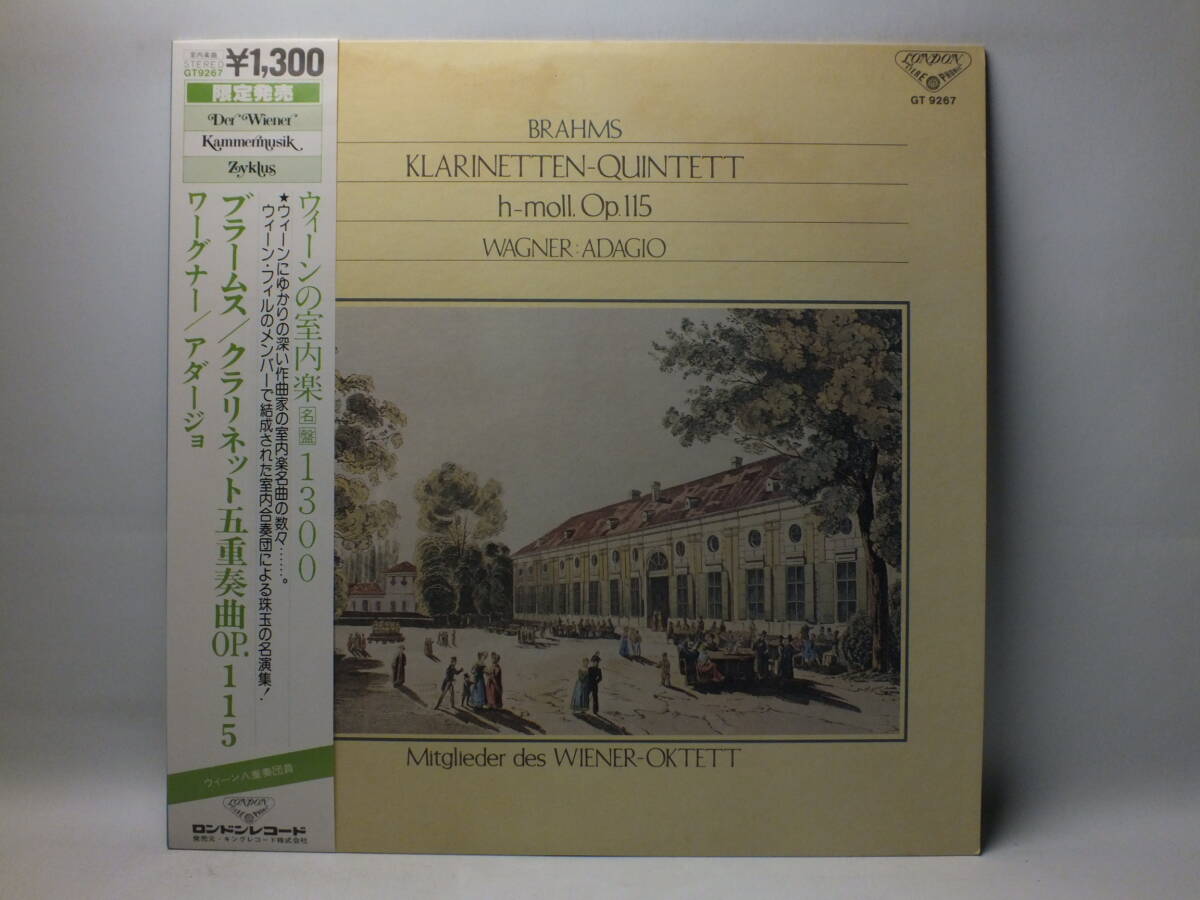 室内楽曲
STEREO
GT9267
¥1,300
限定発売
Der Wiener
Kammermusik
Zyklus
ウィーンの室内楽名盤1300
★ウィーンにゆかりの深い作曲家の室内楽名曲の数々……。
ウィーン・フィルのメンバーで結成された室内合奏団による珠玉の名演集!
ブラームス/クラリネット五重奏曲OP.115
ワーグナー/アダージョ
ウィーン八重奏団員
LONDON
STEREO PHONIC
ロンドンレコード
発売元・キングレコード株式会社
LONDON
STEREO PHONIC
GT 9267
BRAHMS
KLARINETTEN-QUINTETT
h-moll. Op.115
WAGNER: ADAGIO
Mitglieder des WIENER-OKTETT